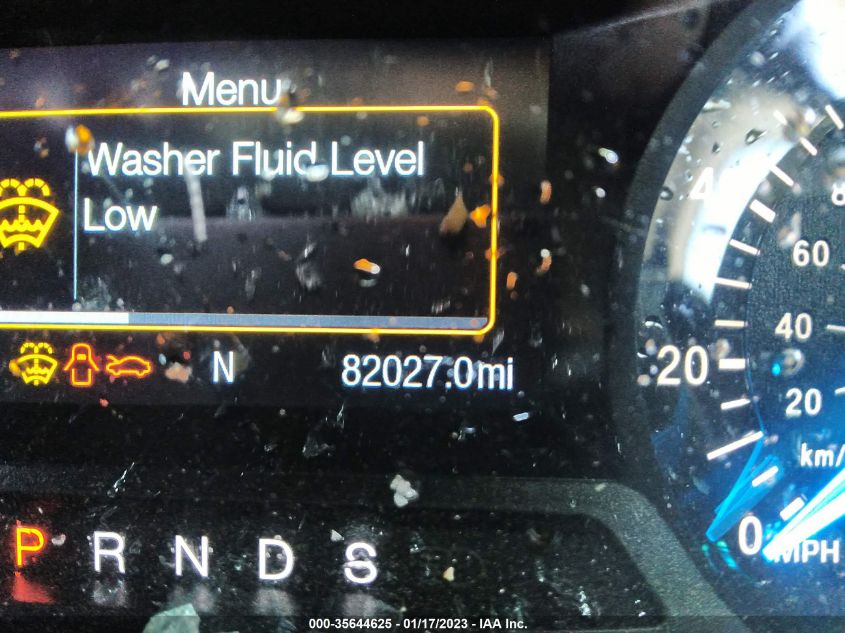 Menu
Washer Fluid Level
Low
N 82027.0mi
P R N D S
4
20
0
MPH
60
40
20
km/
000-35644625 - 01/17/2023 - IAA Inc.